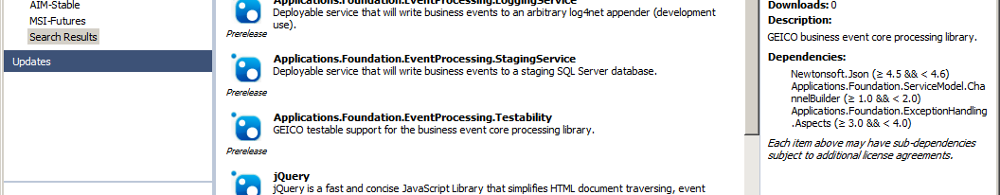 AIM-Stable
MSI-Futures
Search Results
Updates
Applications.Foundation.EventProcessing.LoggingService
Deployable service that will write business events to an arbitrary log4net appender (development
use).
Prerelease
Applications.Foundation.EventProcessing.StagingService
Deployable service that will write business events to a staging SQL Server database.
Prerelease
Applications.Foundation.EventProcessing.Testability
GEICO testable support for the business event core processing library.
Prerelease
jQuery
jQuery is a fast and concise JavaScript Library that simplifies HTML document traversing, event
Downloads: 0
Description:
GEICO business event core processing library.
Dependencies:
Newtonsoft.Json (≥ 4.5 && < 4.6)
Applications.Foundation.ServiceModel.Cha
nnelBuilder (≥ 1.0 && < 2.0)
Applications.Foundation.ExceptionHandling
.Aspects (≥ 3.0 && < 4.0)
Each item above may have sub-dependencies
subject to additional license agreements.